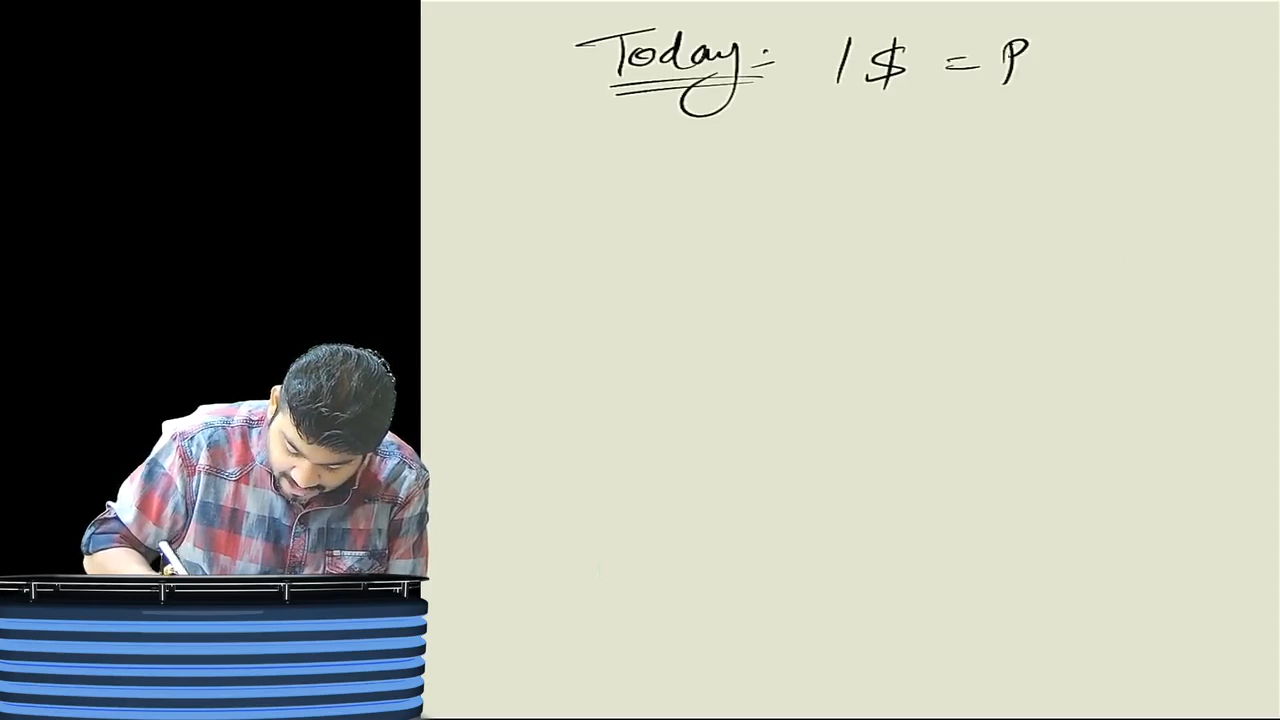 Today:- 1 $ = P